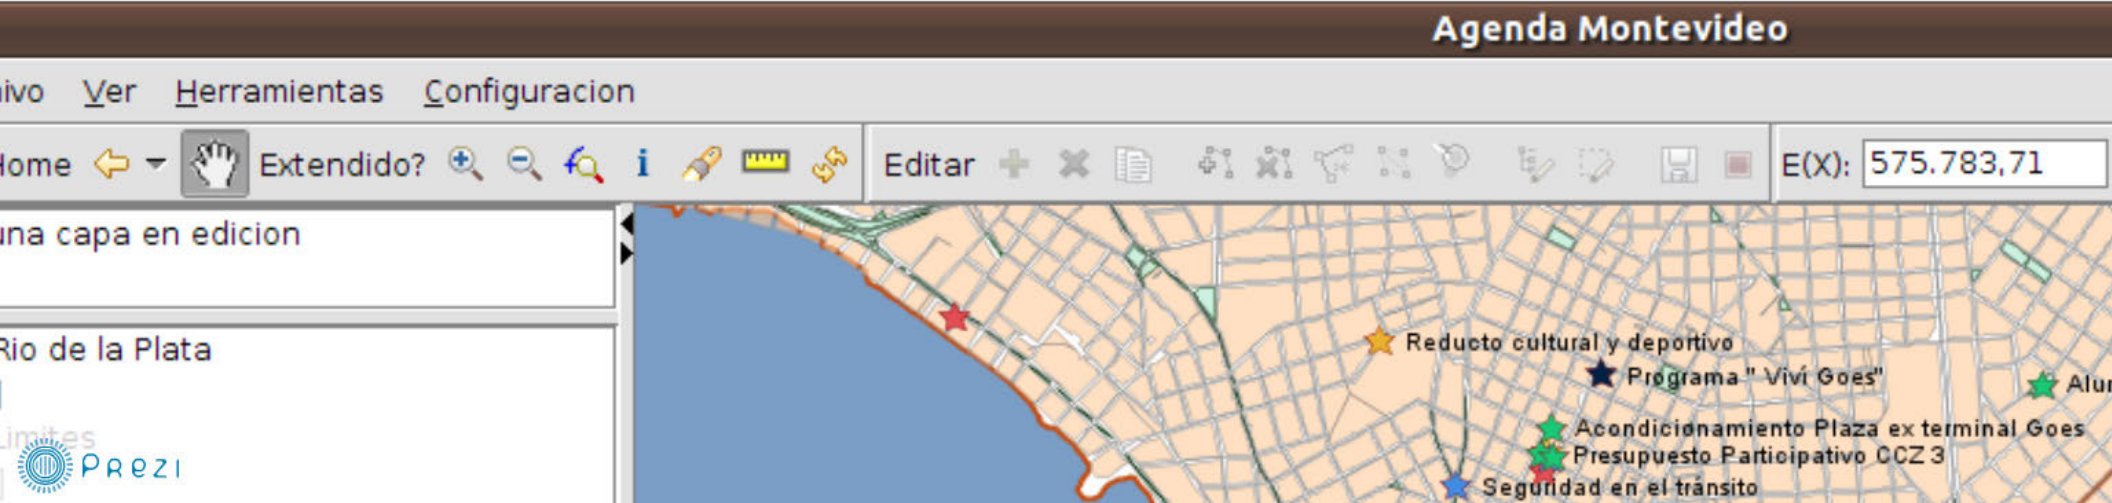 Agenda Montevideo
ivo Ver Herramientas Configuracion
Home Extendido? Editar E(X): 575.783,71
una capa en edicion
Rio de la Plata
Limites
PREZI
Reducto cultural y deportivo
Programa " Viví Goes"
Alu
Acondicionamiento Plaza ex terminal Goes
Presupuesto Participativo CCZ 3
Seguridad en el tránsito